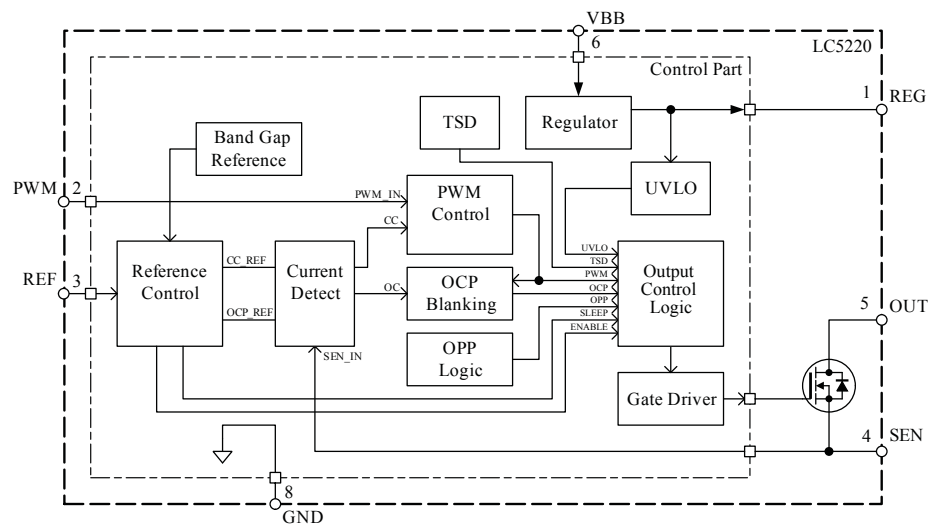 VBB
6
LC5220
Control Part
1
REG
TSD
Regulator
Band Gap
Reference
PWM
2
PWM_IN
PWM
Control
UVLO
CC
REF
3
Reference
Control
CC_REF
OCP_REF
Current
Detect
OC
OCP
Blanking
UVLO
TSD
PWM
OCP
OPP
SLEEP
ENABLE
Output
Control
Logic
5
OUT
SEN_IN
OPP
Logic
Gate Driver
4
SEN
8
GND